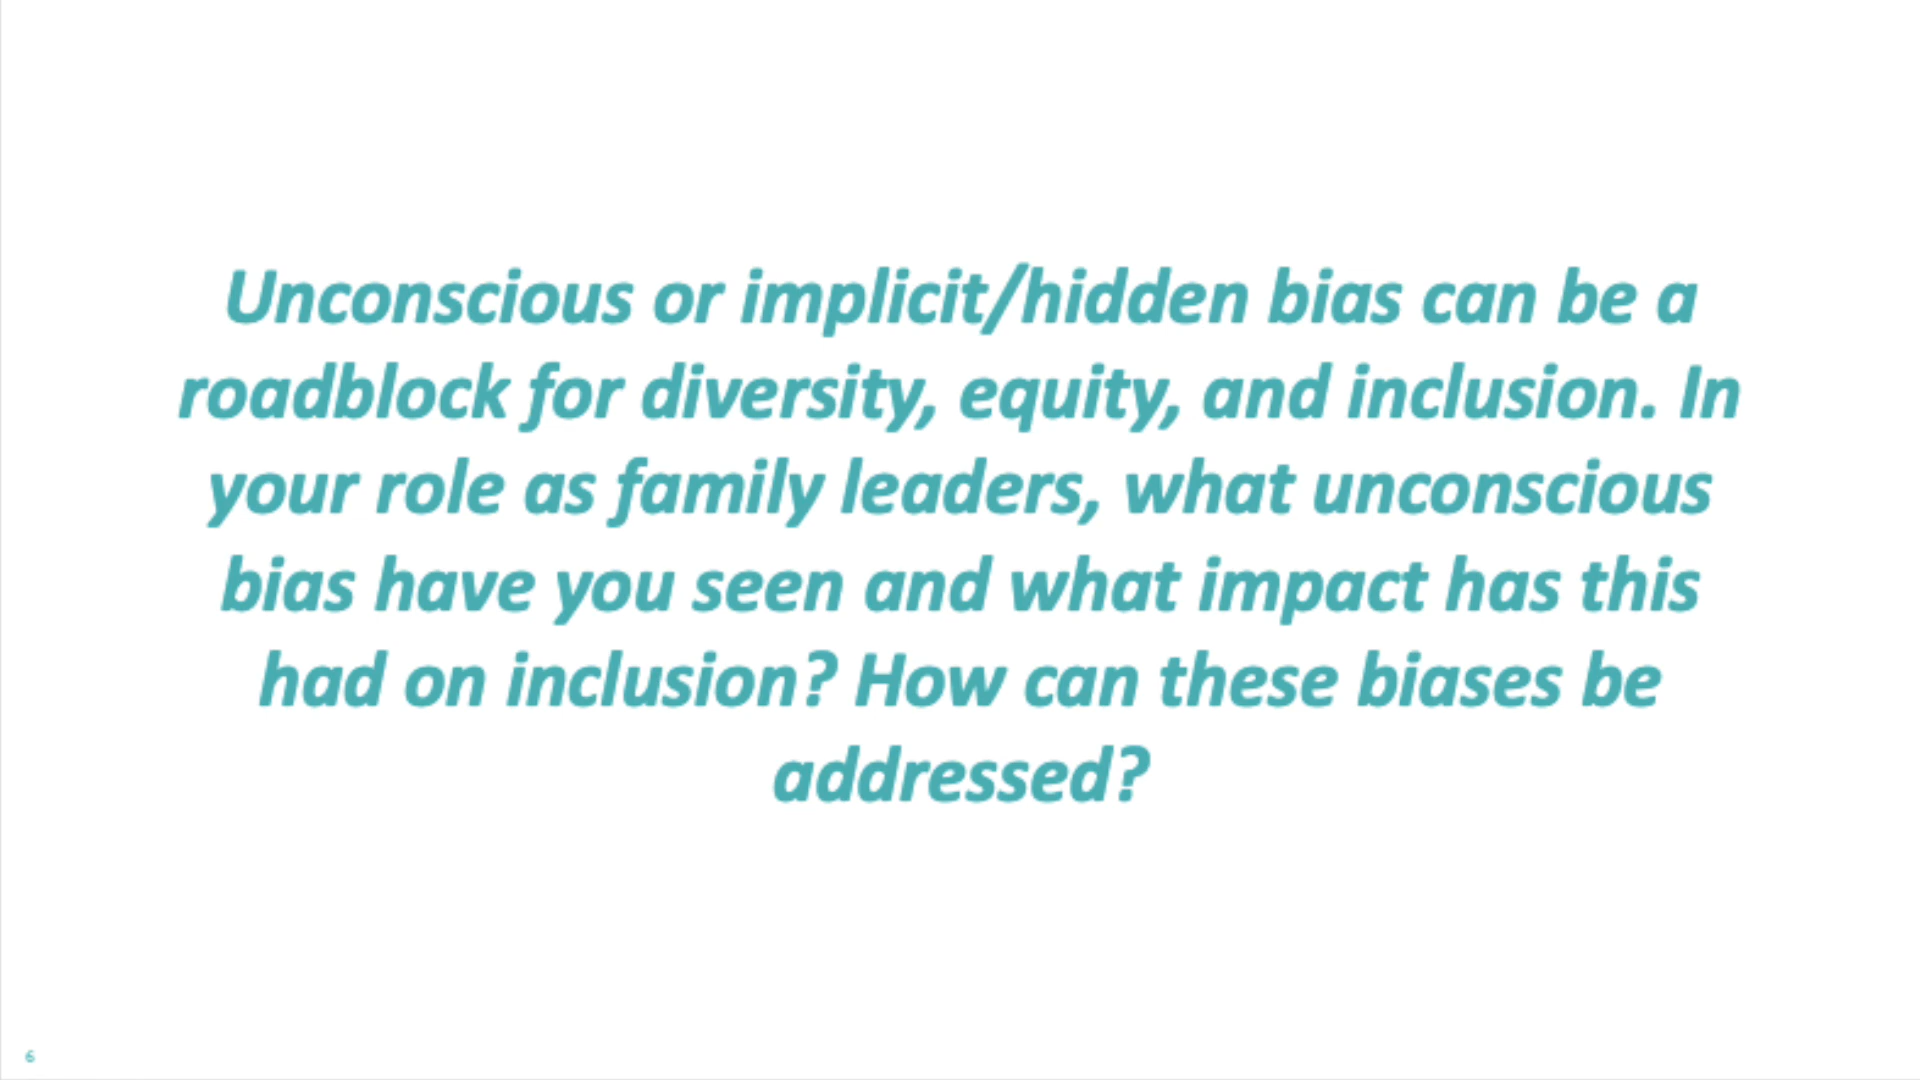 Unconscious or implicit/hidden bias can be a
roadblock for diversity, equity, and inclusion. In
your role as family leaders, what unconscious
bias have you seen and what impact has this
had on inclusion? How can these biases be
addressed?
6